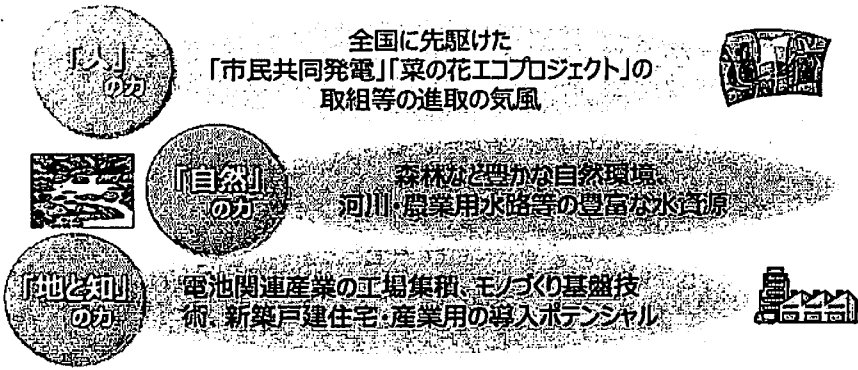 「人」
の力
全国に先駆けた
「市民共同発電」「菜の花エコプロジェクト」の
取組等の進取の気風
「自然」
の力
森林など豊かな自然環境、
河川・農業用水路等の豊富な水資源
「地と知」
の力
電池関連産業の工場集積、モノづくり基盤技
術、新築戸建住宅・産業用の導入ポテンシャル